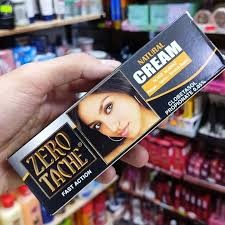 NATURAL
CREAM
CLOBETASOL
PROPIONATE 0.05%
ZERO
TACHE
FAST ACTION